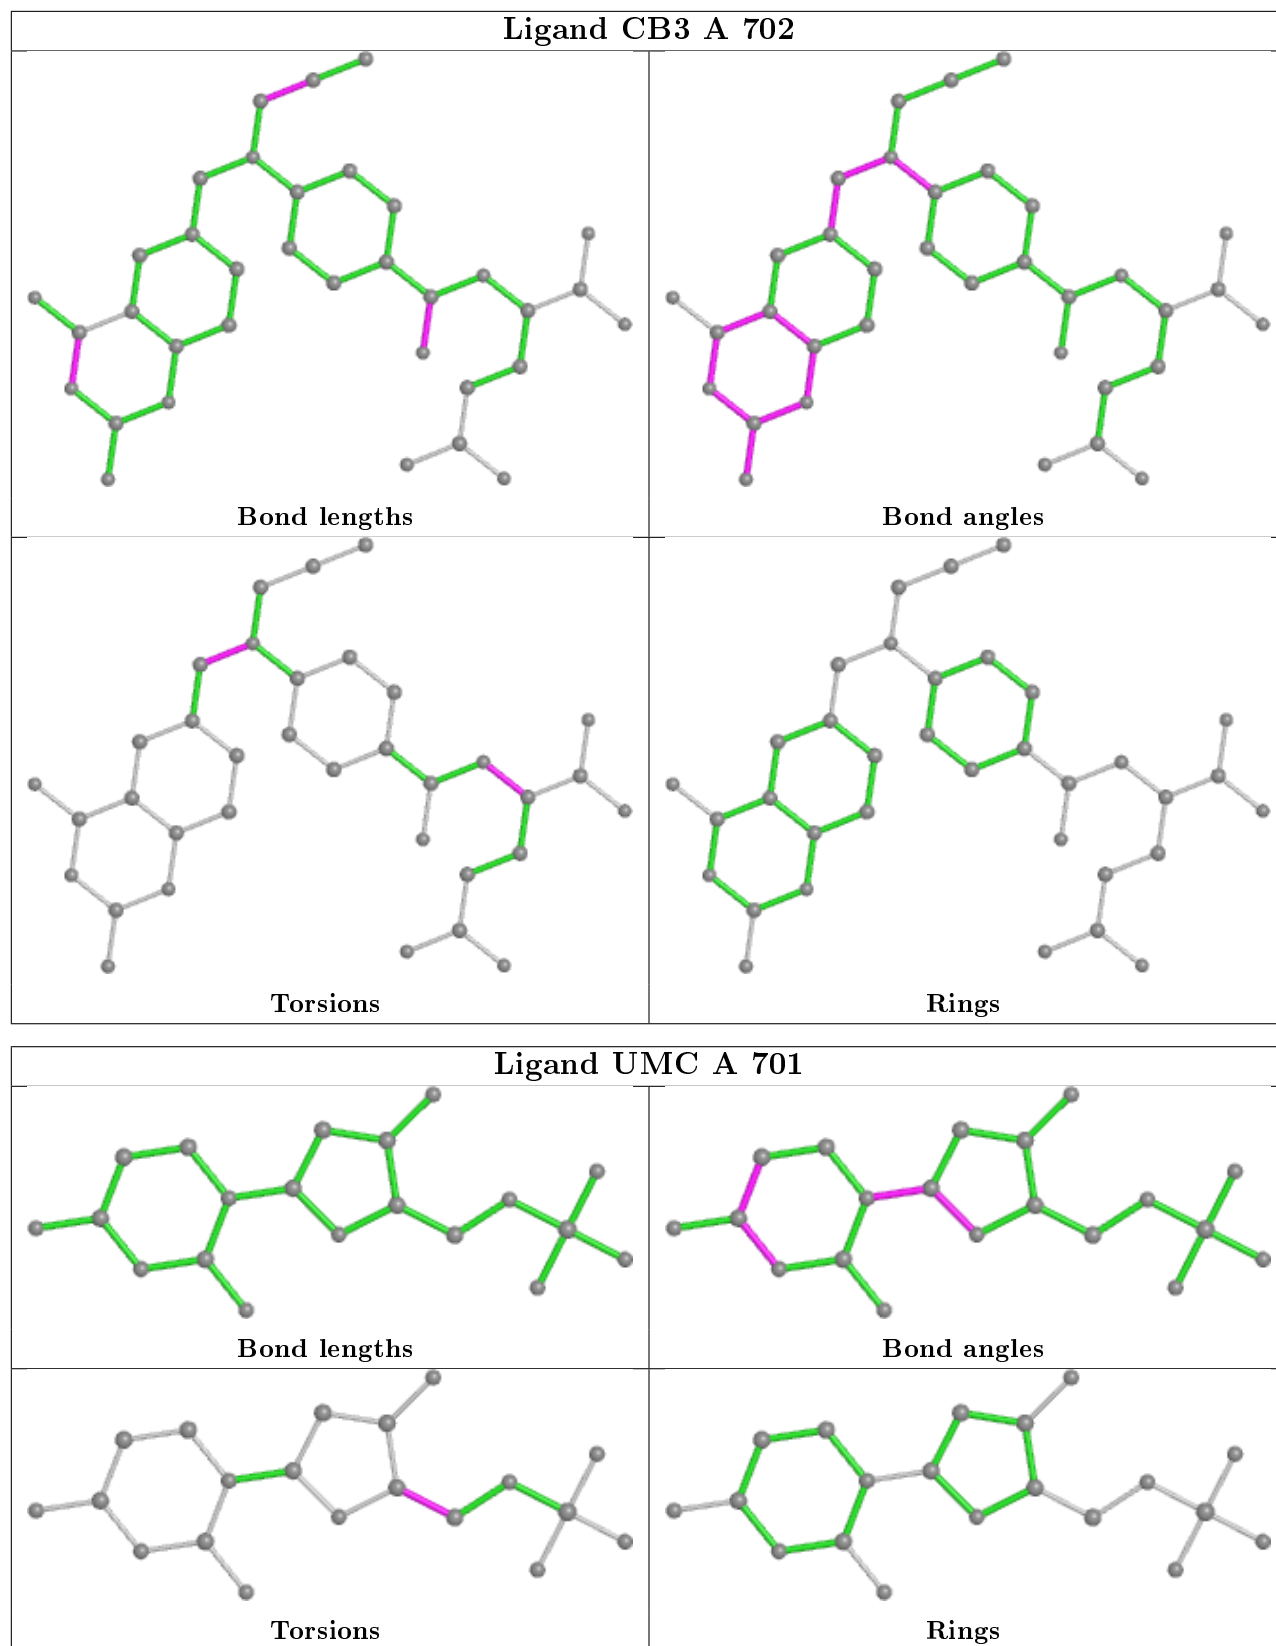 Ligand CB3 A 702
Bond lengths
Bond angles
Torsions
Rings
Ligand UMC A 701
Bond lengths
Bond angles
Torsions
Rings